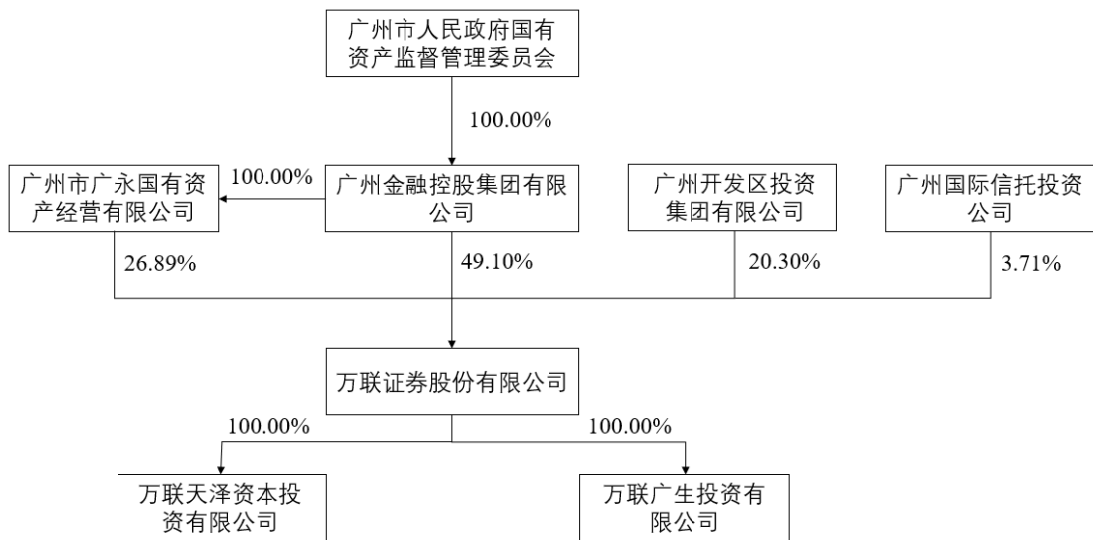 广州市人民政府国有
资产监督管理委员会
100.00%
广州市广永国有资
产经营有限公司
100.00%
广州金融控股集团有限
公司
广州开发区投资
集团有限公司
广州国际信托投资
公司
26.89%
49.10%
20.30%
3.71%
万联证券股份有限公司
100.00%
100.00%
万联天泽资本投
资有限公司
万联广生投资有
限公司